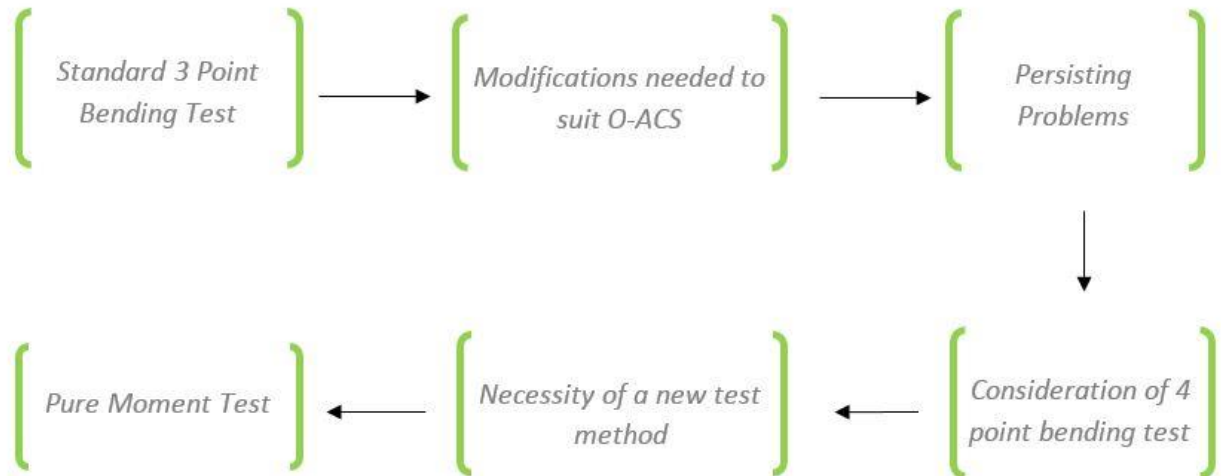 Standard 3 Point
Bending Test
Modifications needed to
suit O-ACS
Persisting
Problems
Consideration of 4
point bending test
Necessity of a new test
method
Pure Moment Test